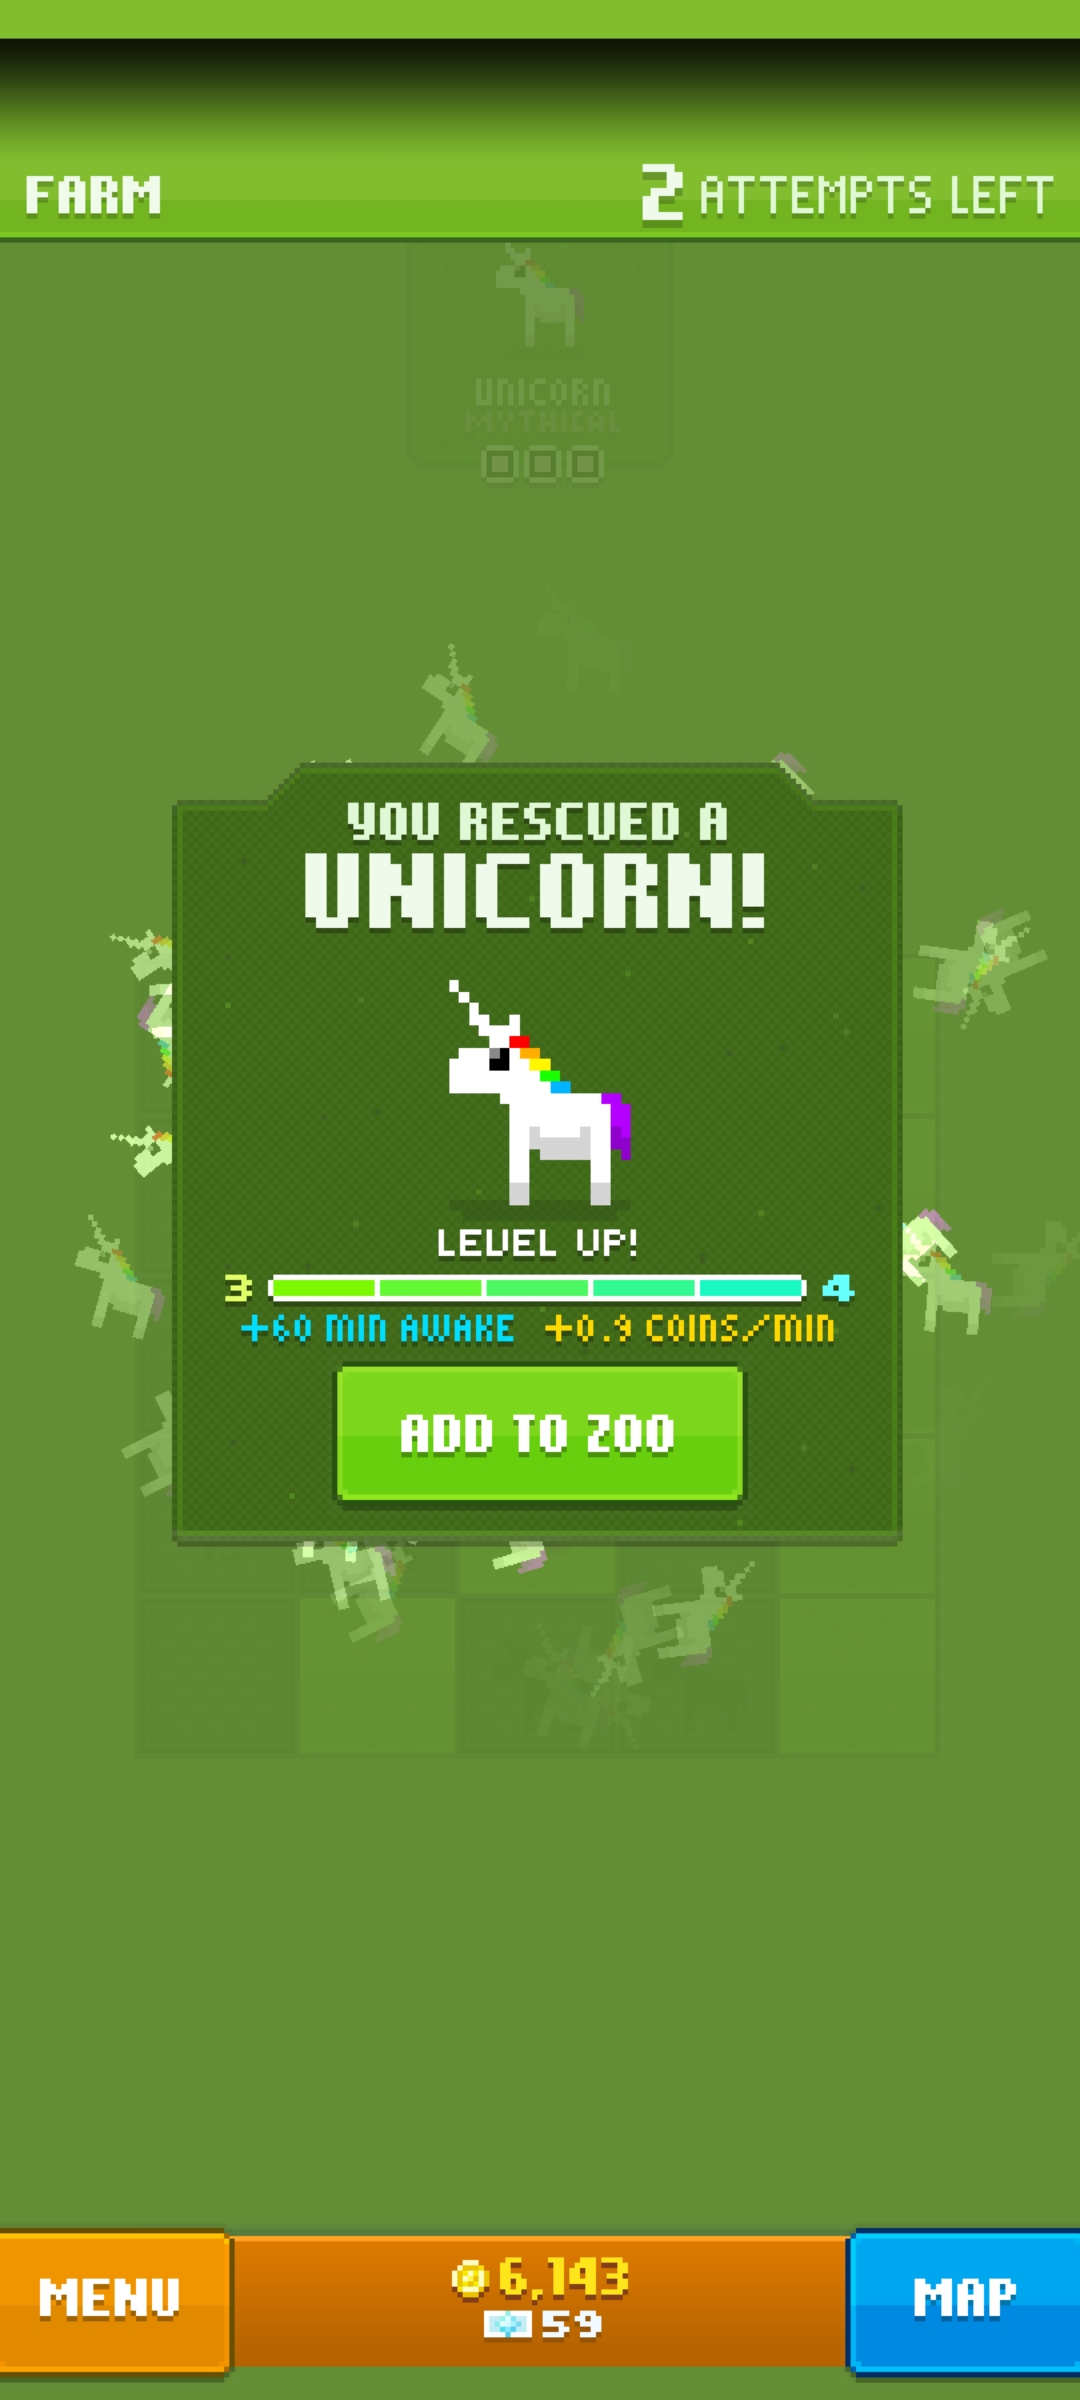 FARM
2 ATTEMPTS LEFT
UNICORN
MYTHICAL
YOU RESCUED A
UNICORN!
LEVEL UP!
3 4
+60 MIN AWAKE +0.9 COINS/MIN
ADD TO ZOO
MENU
6,143
59
MAP